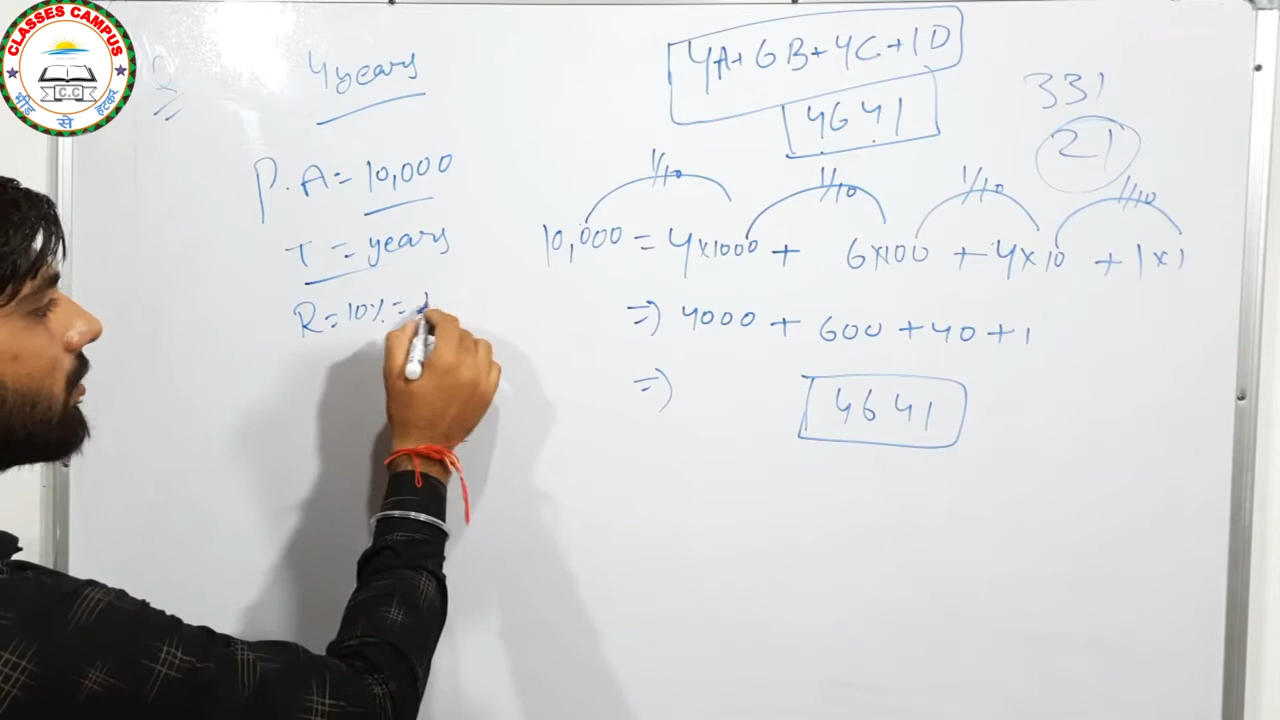 CLASSES CAMPUS
C.C
भीड़ से हटकर
Q
4 years
P.A = 10,000
T = years
R = 10% = 1
4A+6B+4C+1D
4641
331
21
1/10 1/10 1/10 1/10
10,000 = 4×1000 + 6×100 + 4×10 + 1×1
=) 4000 + 600 + 40 + 1
=) 4641